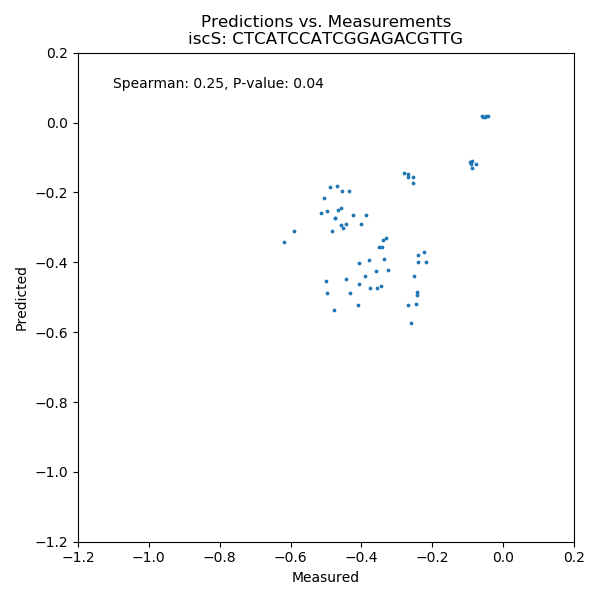 Predictions vs. Measurements
iscS: CTCATCCATCGGAGACGTTG
Spearman: 0.25, P-value: 0.04
0.2
0.0
−0.2
−0.4
−0.6
−0.8
−1.0
−1.2
Predicted
−1.2 −1.0 −0.8 −0.6 −0.4 −0.2 0.0 0.2
Measured